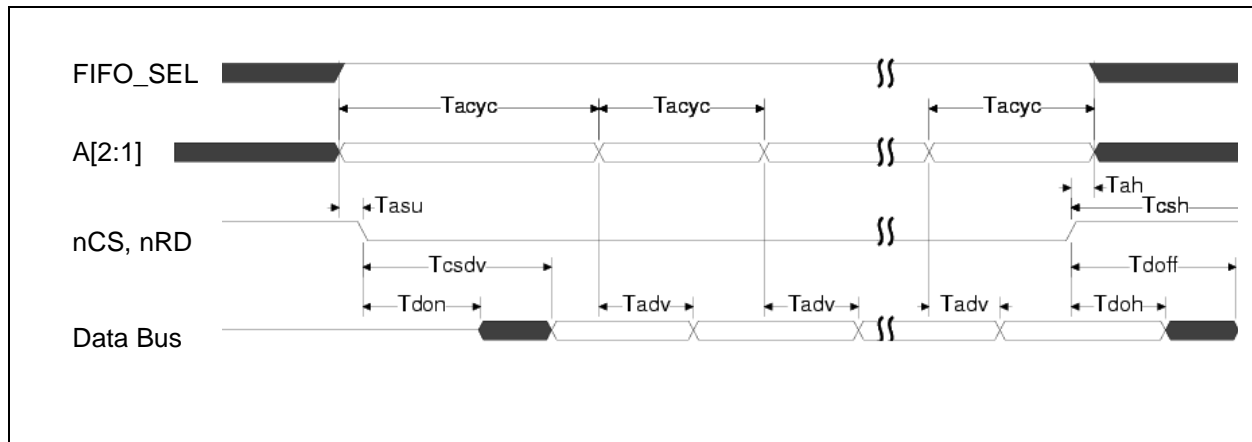 FIFO_SEL
Tacyc Tacyc Tacyc
A[2:1]
Tah
Tasu Tcsh
nCS, nRD
Tcsdv Tdoff
Tdon Tadv Tadv Tadv Tdoh
Data Bus